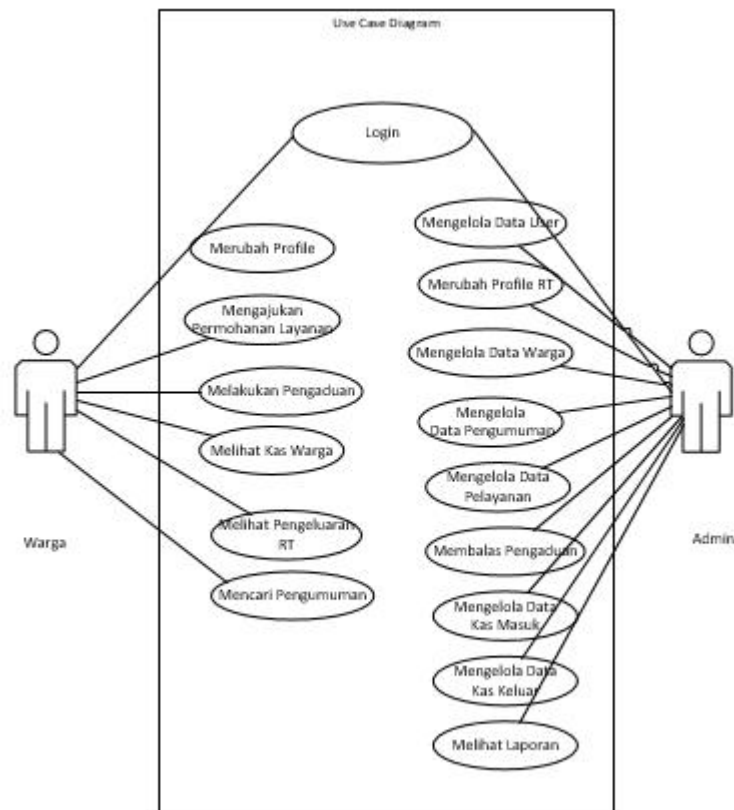 Use Case Diagram
Login
Merubah Profile
Mengajukan
Permohanan Layanan
Melakukan Pengaduan
Melihat Kas Warga
Melihat Pengeluaran
RT
Mencari Pengumuman
Warga
Mengelola Data User
Merubah Profile RT
Mengelola Data Warga
Mengelola
Data Pengumuman
Mengelola Data
Pelayanan
Membalas Pengaduan
Mengelola Data
Kas Masuk
Mengelola Data
Kas Keluar
Melihat Laporan
Admin